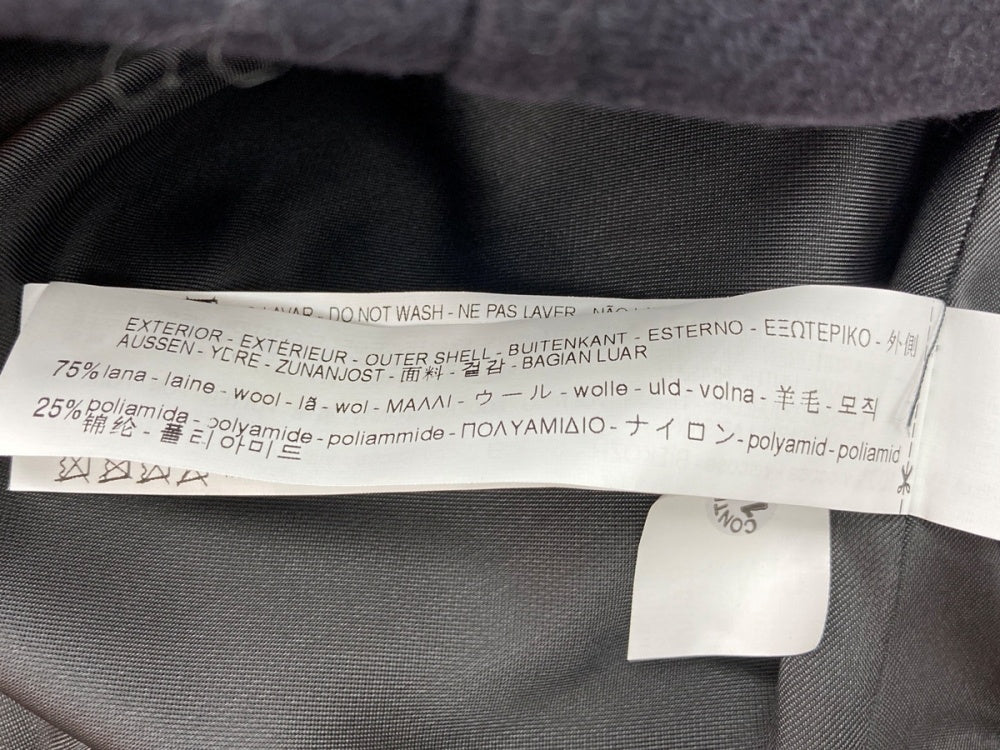 LAVAR - DO NOT WASH - NE PAS LAVER - NÃO
EXTERIOR - EXTÉRIEUR - OUTER SHELL - BUITENKANT - ESTERNO - ΕΞΩΤΕΡΙΚΟ - 外側
AUSSEN - YDRE - ZUNANJOST - 面料 - 겉감 - BAGIAN LUAR
75% lana - laine - wool - lã - wol - ΜΑΛΛΙ - ウール - wolle - uld - volna - 羊毛 - 모직
25% poliamida - polyamide - poliammide - ΠΟΛΥΑΜΙΔΙΟ - ナイロン - polyamid - poliamid
锦纶 - 폴리아미드
CONT